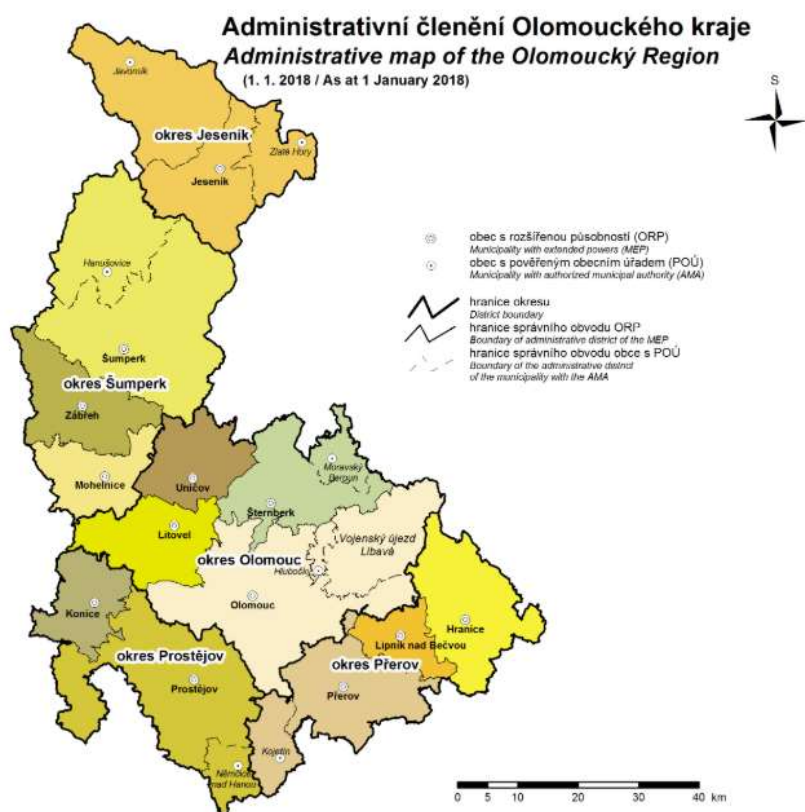 Administrativní členění Olomouckého kraje
Administrative map of the Olomoucký Region
(1. 1. 2018 / As at 1 January 2018)
S
Javorník
okres Jeseník
Zlaté Hory
Jeseník
obec s rozšířenou působností (ORP)
Municipality with extended powers (MEP)
obec s pověřeným obecním úřadem (POÚ)
Municipality with authorized municipal authority (AMA)
hranice okresu
District boundary
hranice správního obvodu ORP
Boundary of administrative district of the MEP
hranice správního obvodu obce s POÚ
Boundary of the administrative district
of the municipality with the AMA
Hanušovice
Šumperk
okres Šumperk
Zábřeh
Mohelnice
Uničov
Moravský
Beroun
Šternberk
Litovel
Vojenský újezd
Libavá
okres Olomouc
Hlubočky
Olomouc
Konice
Hranice
Lipník nad Bečvou
okres Prostějov
okres Přerov
Prostějov
Přerov
Kojetín
Němčice
nad Hanou
0 5 10 20 30 40 km